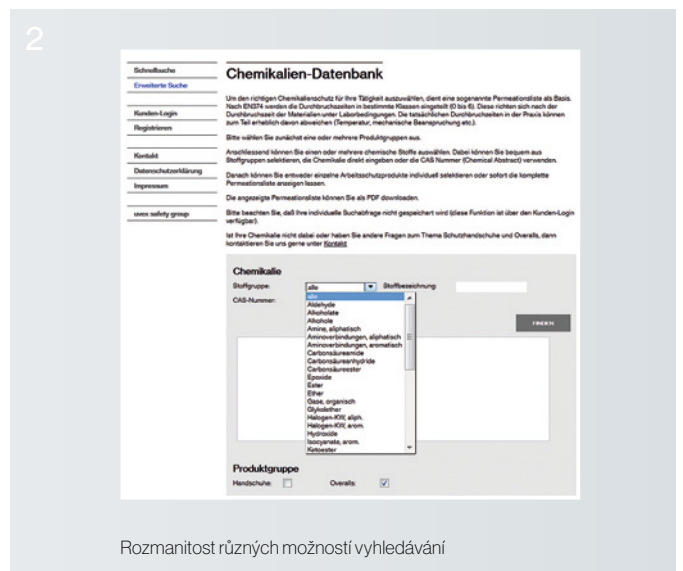 2
Schnellsuche
Erweiterte Suche
Kunden-Login
Registrieren
Kontakt
Datenschutzerklärung
Impressum
uvex safety group
Chemikalien-Datenbank
Um den richtigen Chemikalienschutz für Ihre Tätigkeit auszuwählen, dient eine sogenannte Permeationsliste als Basis.
Nach EN374 werden die Durchbruchszeiten in bestimmte Klassen eingeteilt (0 bis 6). Diese richten sich nach der
Durchbruchszeit der Materialien unter Laborbedingungen. Die tatsächlichen Durchbruchzeiten in der Praxis können
zum Teil erheblich davon abweichen (Temperatur, mechanische Beanspruchung etc.).
Bitte wählen Sie zunächst eine oder mehrere Produktgruppen aus.
Anschliessend können Sie einen oder mehrere chemische Stoffe auswählen. Dabei können Sie bequem aus
Stoffgruppen selektieren, die Chemikalie direkt eingeben oder die CAS Nummer (Chemical Abstract) verwenden.
Danach können Sie entweder einzelne Arbeitsschutzprodukte individuell selektieren oder sofort die komplette
Permeationsliste anzeigen lassen.
Die angezeigte Permeationsliste können Sie als PDF downloaden.
Bitte beachten Sie, daß Ihre individuelle Suchabfrage nicht gespeichert wird (diese Funktion ist über den Kunden-Login
verfügbar).
Ist Ihre Chemikalie nicht dabei oder haben Sie andere Fragen zum Thema Schutzhandschuhe und Overalls, dann
kontaktieren Sie uns gerne unter Kontakt
Chemikalie
Stoffgruppe: alle Stoffbezeichnung:
CAS-Nummer:
alle
Aldehyde
Alkoholate
Alkohole
Amine, aliphatisch
Aminoverbindungen, aliphatisch
Aminoverbindungen, aromatisch
Carbonsäureamide
Carbonsäureanhydride
Carbonsäureester
Epoxide
Ester
Ether
Gase, organisch
Glykolether
Halogen-KW, aliph.
Halogen-KW, arom.
Hydroxide
Isocyanate, arom.
Ketoester
FINDEN
Produktgruppe
Handschuhe: Overalls:
Rozmanitost různých možností vyhledávání